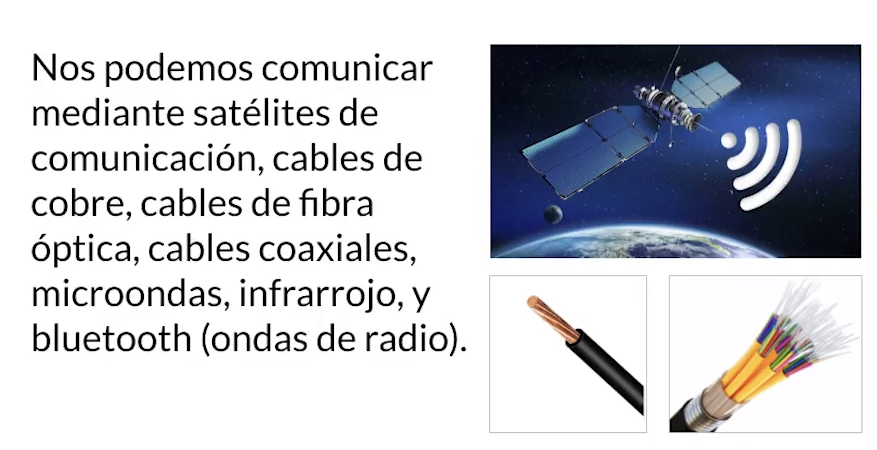 Nos podemos comunicar
mediante satélites de
comunicación, cables de
cobre, cables de fibra
óptica, cables coaxiales,
microondas, infrarrojo, y
bluetooth (ondas de radio).